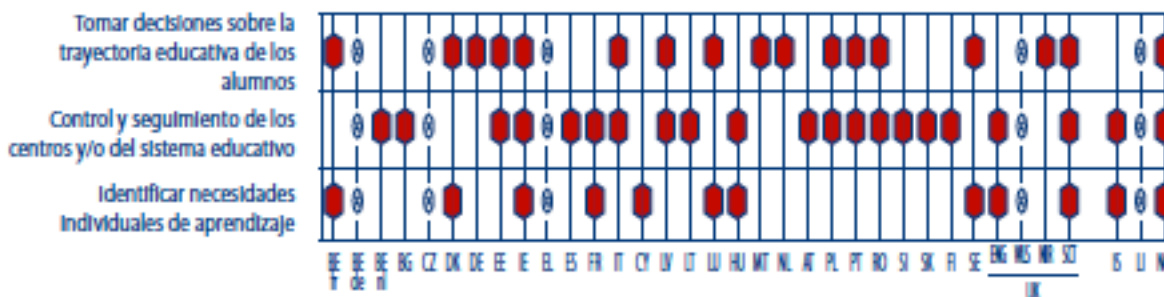 Tomar decisiones sobre la
trayectoria educativa de los
alumnos
Control y seguimiento de los
centros y/o del sistema educativo
Identificar necesidades
individuales de aprendizaje
BE BE BE BG CZ DK DE EE IE EL ES FR IT CY LV LT LU HU MT NL AT PL PT RO SI SK FI SE ENG WLS NIR SCT IS LI
fr de nl
UK